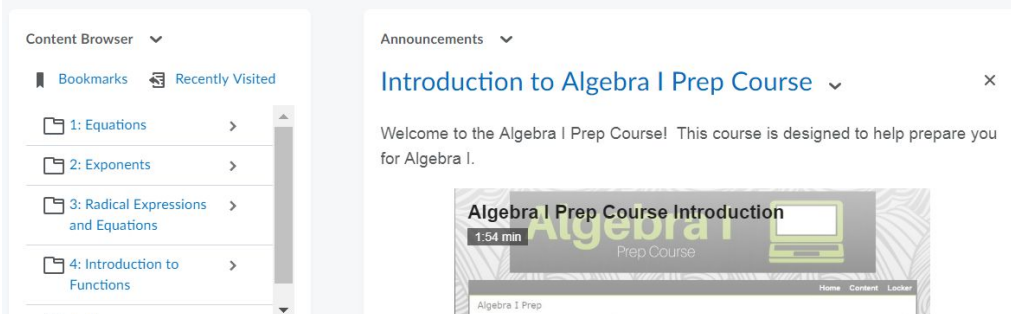 Content Browser
Bookmarks Recently Visited
1: Equations
2: Exponents
3: Radical Expressions
and Equations
4: Introduction to
Functions
Announcements
Introduction to Algebra I Prep Course
Welcome to the Algebra I Prep Course! This course is designed to help prepare you
for Algebra I.
Algebra I Prep Course Introduction
1:54 min
Algebra I
Prep Course
Home Content Locker
Algebra I Prep